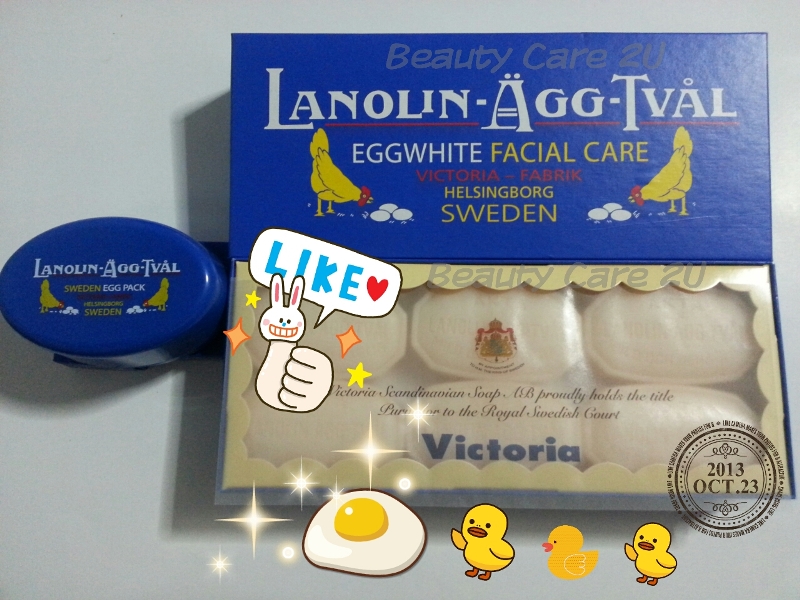 Beauty Care 2U
LANOLIN-ÄGG-TVÅL
EGGWHITE FACIAL CARE
VICTORIA - FABRIK
HELSINGBORG
SWEDEN
LANOLIN-ÄGG-TVÅL
SWEDEN EGG PACK
HELSINGBORG
SWEDEN
LIKE
Beauty Care 2U
Victoria Scandinavian Soap AB proudly holds the title
to the Royal Swedish Court
Victoria
2013
OCT.23